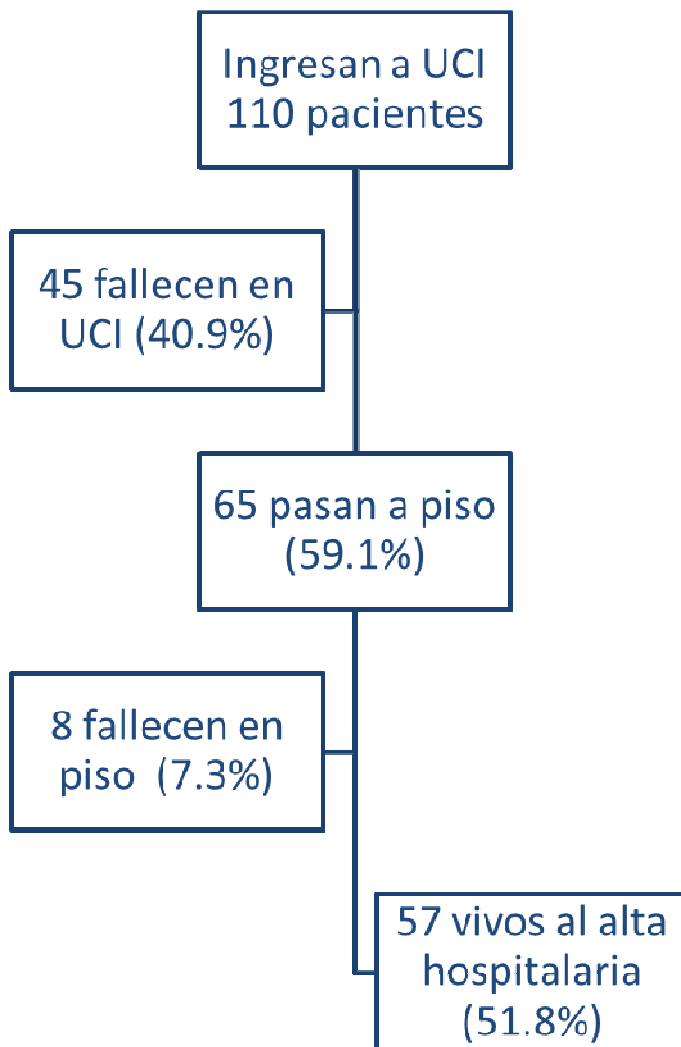 Ingresan a UCI
110 pacientes
45 fallecen en
UCI (40.9%)
65 pasan a piso
(59.1%)
8 fallecen en
piso (7.3%)
57 vivos al alta
hospitalaria
(51.8%)